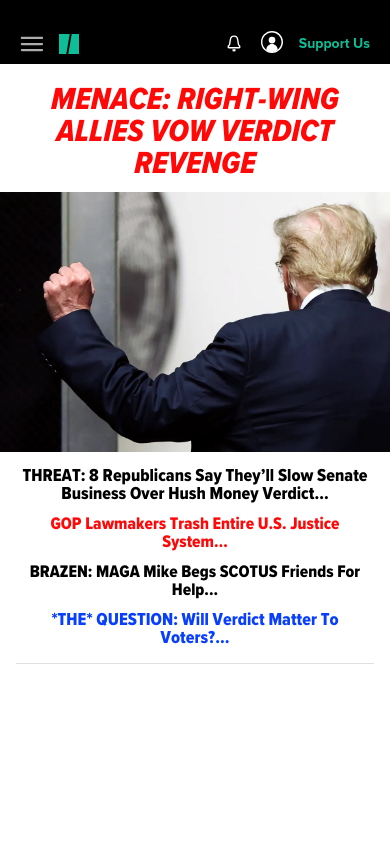 Support Us
MENACE: RIGHT-WING
ALLIES VOW VERDICT
REVENGE
THREAT: 8 Republicans Say They’ll Slow Senate
Business Over Hush Money Verdict...
GOP Lawmakers Trash Entire U.S. Justice
System...
BRAZEN: MAGA Mike Begs SCOTUS Friends For
Help...
*THE* QUESTION: Will Verdict Matter To
Voters?...